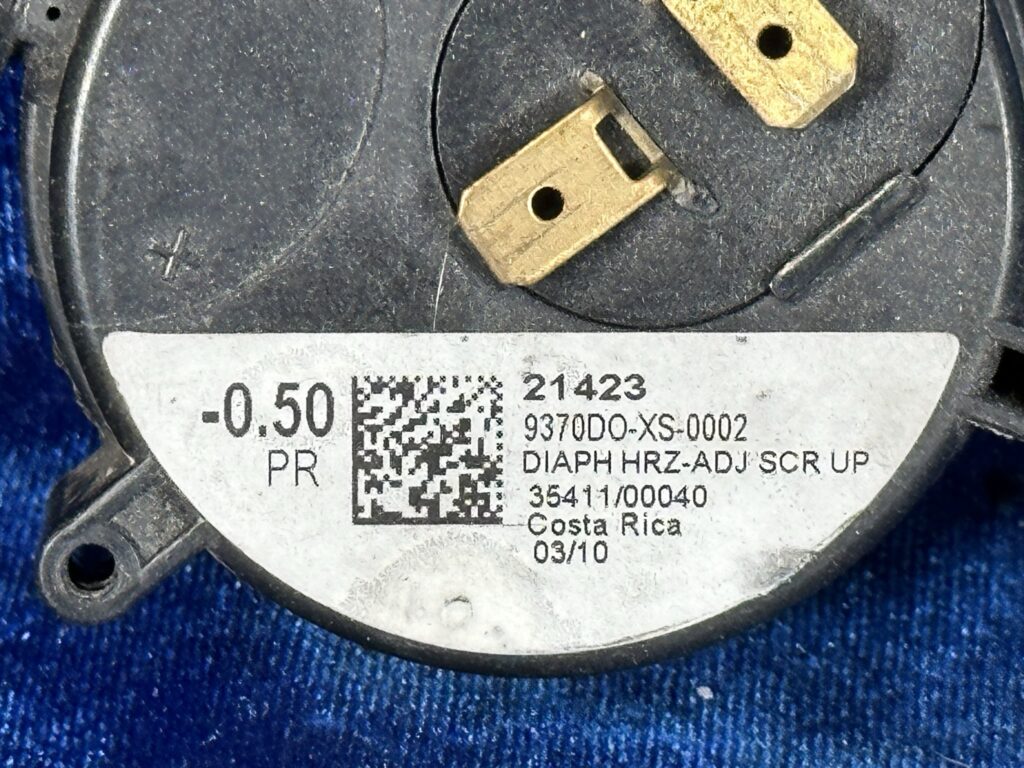 -0.50
PR
21423
9370DO-XS-0002
DIAPH HRZ-ADJ SCR UP
35411/00040
Costa Rica
03/10